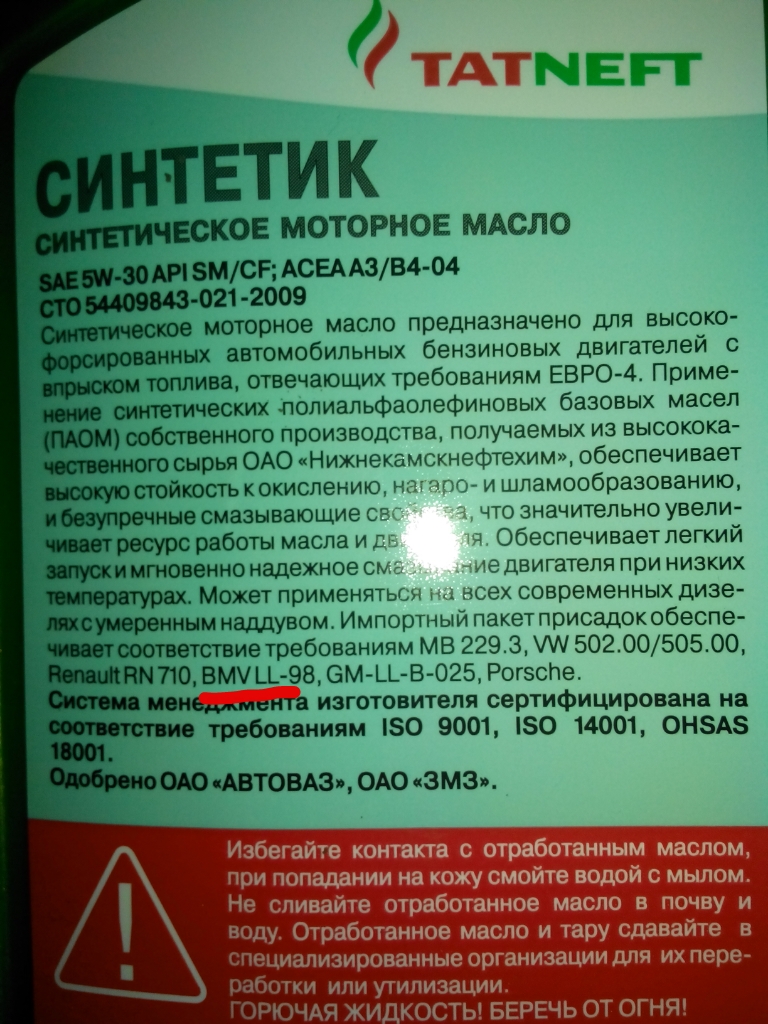 TATNEFT
СИНТЕТИК
СИНТЕТИЧЕСКОЕ МОТОРНОЕ МАСЛО
SAE 5W-30 API SM/CF; ACEA A3/B4-04
СТО 54409843-021-2009
Синтетическое моторное масло предназначено для высоко-
форсированных автомобильных бензиновых двигателей с
впрыском топлива, отвечающих требованиям ЕВРО-4. Приме-
нение синтетических полиальфаолефиновых базовых масел
(ПАОМ) собственного производства, получаемых из высокока-
чественного сырья ОАО «Нижнекамскнефтехим», обеспечивает
высокую стойкость к окислению, нагаро- и шламообразованию,
и безупречные смазывающие свойства, что значительно увели-
чивает ресурс работы масла и двигателя. Обеспечивает легкий
запуск и мгновенно надежное смазывание двигателя при низких
температурах. Может применяться на всех современных дизе-
лях с умеренным наддувом. Импортный пакет присадок обеспе-
чивает соответствие требованиям MB 229.3, VW 502.00/505.00,
Renault RN 710, BMV LL-98, GM-LL-B-025, Porsche.
Система менеджмента изготовителя сертифицирована на
соответствие требованиям ISO 9001, ISO 14001, OHSAS
18001.
Одобрено ОАО «АВТОВАЗ», ОАО «ЗМЗ».
Избегайте контакта с отработанным маслом,
при попадании на кожу смойте водой с мылом.
Не сливайте отработанное масло в почву и
воду. Отработанное масло и тару сдавайте в
специализированные организации для их пере-
работки или утилизации.
ГОРЮЧАЯ ЖИДКОСТЬ! БЕРЕЧЬ ОТ ОГНЯ!